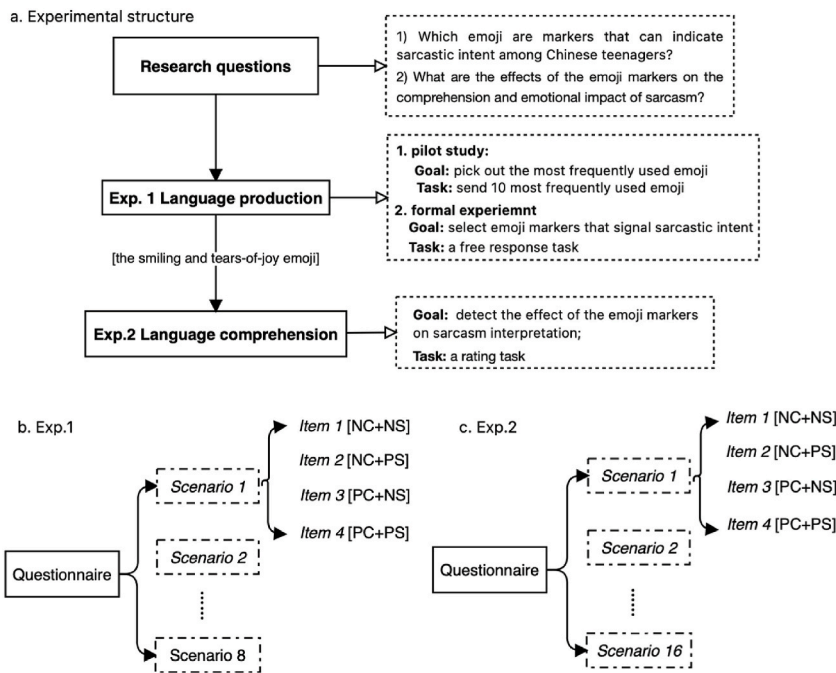 a. Experimental structure
Research questions
1) Which emoji are markers that can indicate
sarcastic intent among Chinese teenagers?
2) What are the effects of the emoji markers on the
comprehension and emotional impact of sarcasm?
Exp. 1 Language production
1. pilot study:
Goal: pick out the most frequently used emoji
Task: send 10 most frequently used emoji
2. formal experiemnt
Goal: select emoji markers that signal sarcastic intent
Task: a free response task
[the smiling and tears-of-joy emoji]
Exp.2 Language comprehension
Goal: detect the effect of the emoji markers
on sarcasm interpretation;
Task: a rating task
b. Exp.1
Questionnaire
Scenario 1
Scenario 2
Scenario 8
Item 1 [NC+NS]
Item 2 [NC+PS]
Item 3 [PC+NS]
Item 4 [PC+PS]
c. Exp.2
Questionnaire
Scenario 1
Scenario 2
Scenario 16
Item 1 [NC+NS]
Item 2 [NC+PS]
Item 3 [PC+NS]
Item 4 [PC+PS]